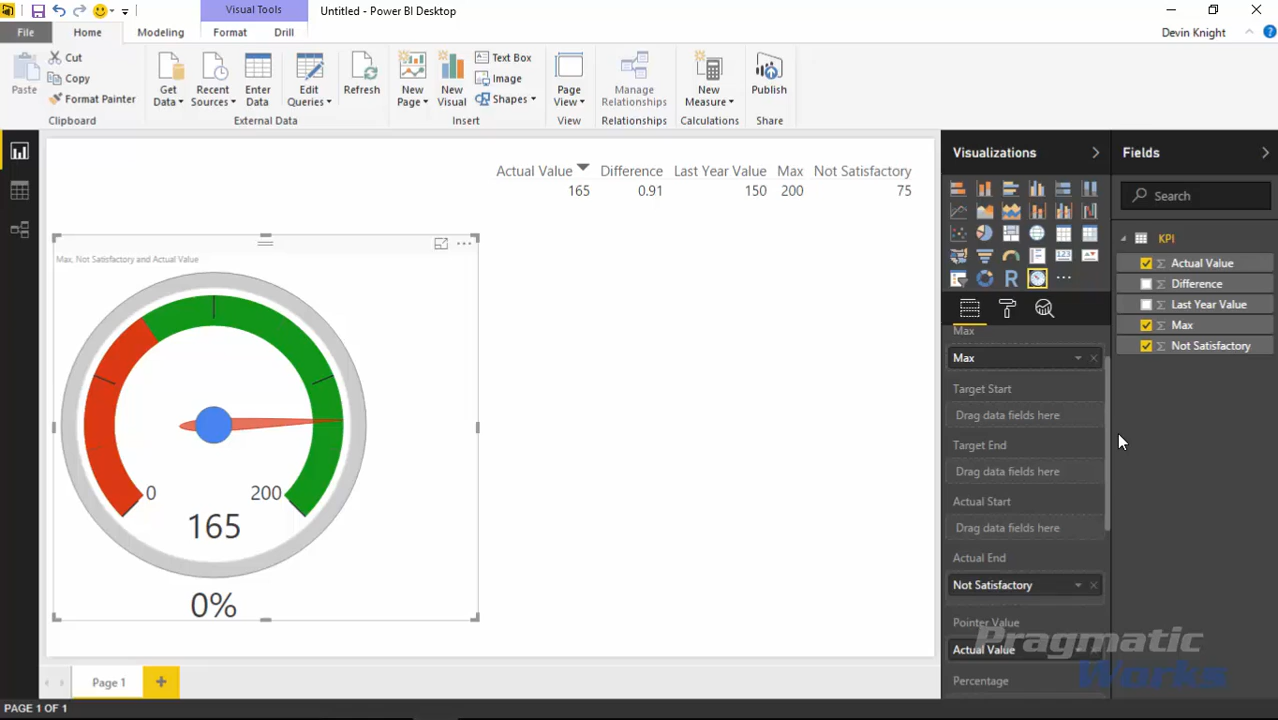 Visual Tools
Untitled - Power BI Desktop
File
Home
Modeling
Format
Drill
Devin Knight
Paste
Cut
Copy
Format Painter
Clipboard
Get Data
Recent Sources
Enter Data
Edit Queries
Refresh
External Data
New Page
New Visual
Text Box
Image
Shapes
Insert
Page View
View
Manage Relationships
Relationships
New Measure
Calculations
Publish
Share
Actual Value Difference Last Year Value Max Not Satisfactory
165 0.91 150 200 75
Max, Not Satisfactory and Actual Value
0
200
165
0%
Page 1
PAGE 1 OF 1
Visualizations
R
Max
Max
Target Start
Drag data fields here
Target End
Drag data fields here
Actual Start
Drag data fields here
Actual End
Not Satisfactory
Pointer Value
Actual Value
Percentage
Fields
Search
KPI
Actual Value
Difference
Last Year Value
Max
Not Satisfactory
Pragmatic
Works